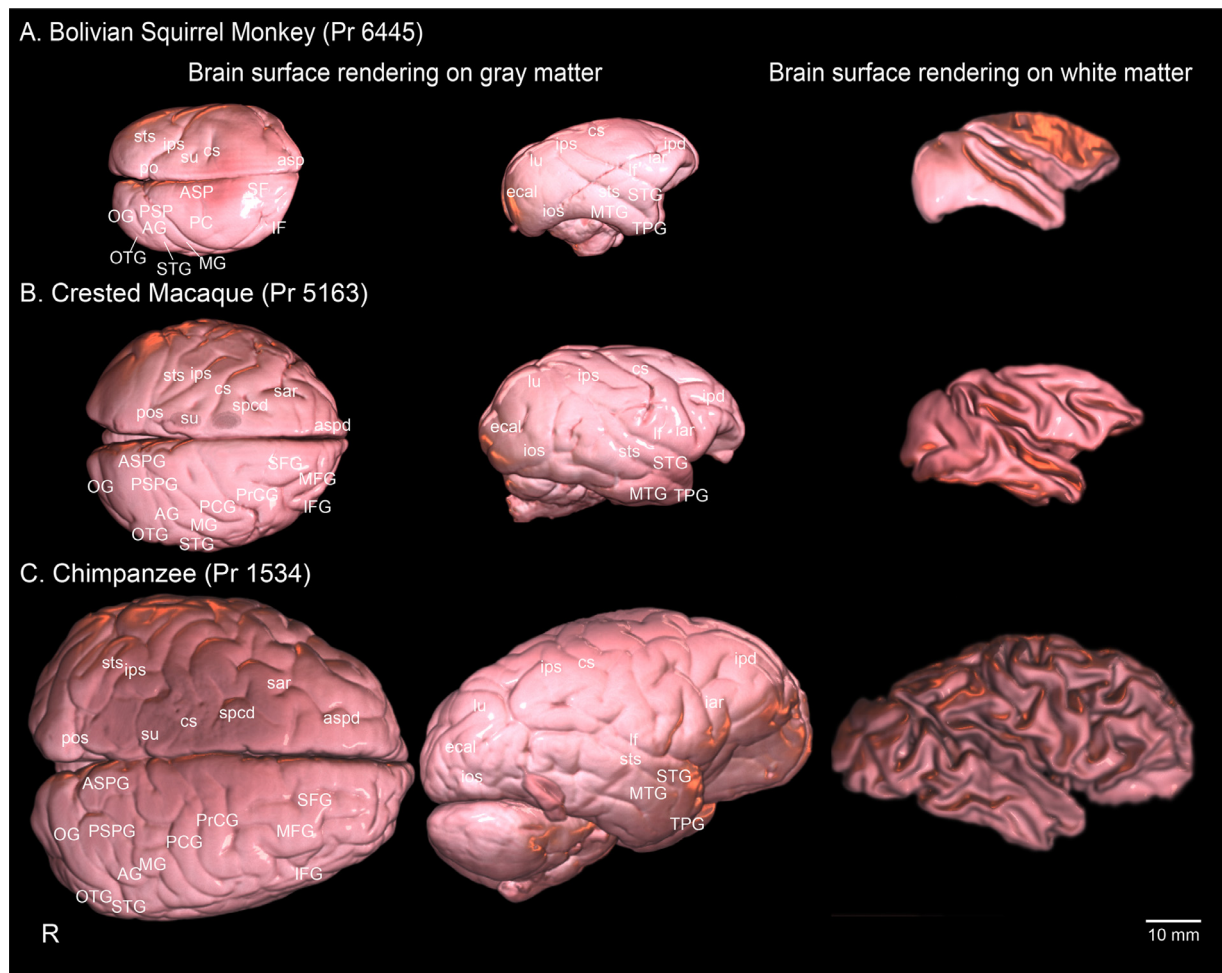 A. Bolivian Squirrel Monkey (Pr 6445)
Brain surface rendering on gray matter
Brain surface rendering on white matter
sts
ips
cs
su
po
asp
ASP
SF
OG
PSP
PC
AG
IF
OTG
STG
MG
cs
ips
ipd
lu
iar
lf
ecal
sts
STG
ios
MTG
TPG
B. Crested Macaque (Pr 5163)
sts
ips
cs
sar
spcd
pos
su
aspd
ASPG
SFG
OG
PSPG
MFG
PrCG
PCG
IFG
AG
MG
OTG
STG
lu
ips
cs
ipd
ecal
lf
iar
ios
sts
STG
MTG
TPG
C. Chimpanzee (Pr 1534)
sts
ips
sar
cs
spcd
aspd
pos
su
ASPG
SFG
OG
PSPG
PrCG
MFG
PCG
MG
AG
IFG
OTG
STG
ips
cs
ipd
lu
iar
ecal
lf
sts
ios
STG
MTG
TPG
R
10 mm